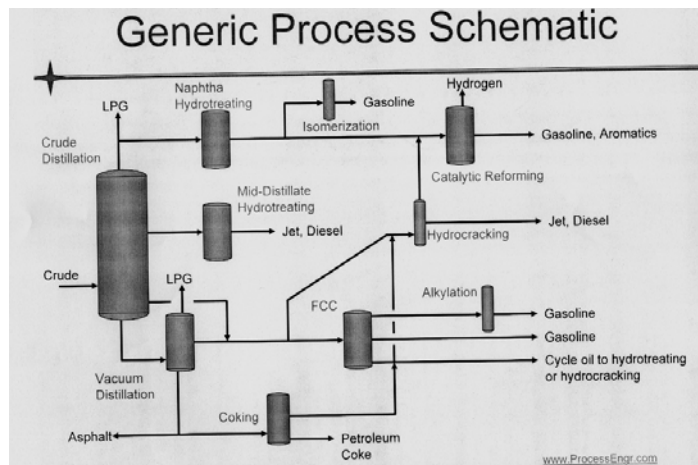 Generic Process Schematic
Naphtha
Hydrotreating
LPG
Hydrogen
Gasoline
Isomerization
Gasoline, Aromatics
Crude
Distillation
Catalytic Reforming
Mid-Distillate
Hydrotreating
Jet, Diesel
Jet, Diesel
Hydrocracking
Crude
LPG
FCC
Alkylation
Gasoline
Gasoline
Cycle oil to hydrotreating
or hydrocracking
Vacuum
Distillation
Coking
Asphalt
Petroleum
Coke
www.ProcessEngr.com